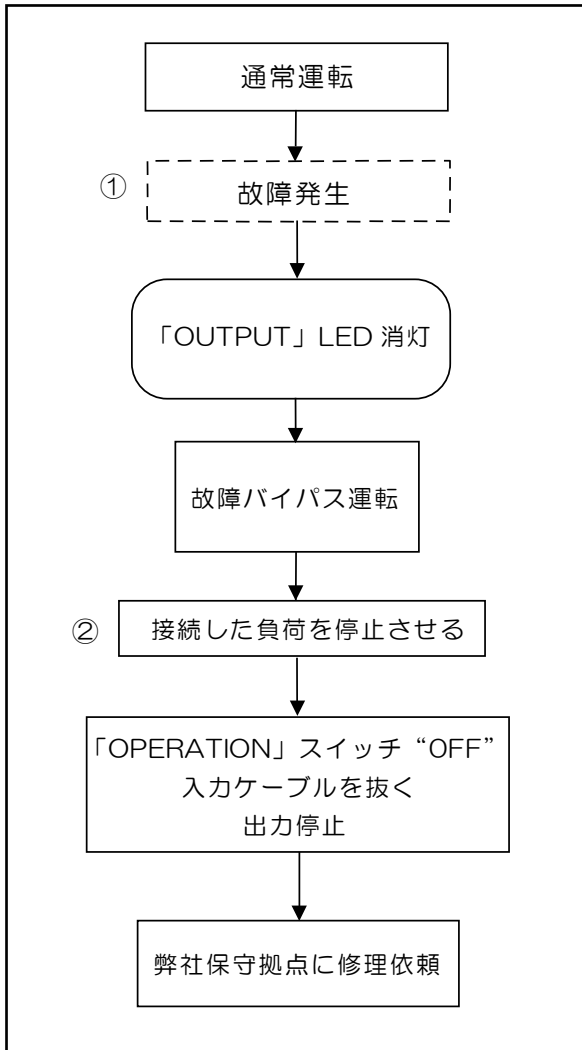 通常運転
① 故障発生
「OUTPUT」LED 消灯
故障バイパス運転
② 接続した負荷を停止させる
「OPERATION」スイッチ“OFF”
入力ケーブルを抜く
出力停止
弊社保守拠点に修理依頼